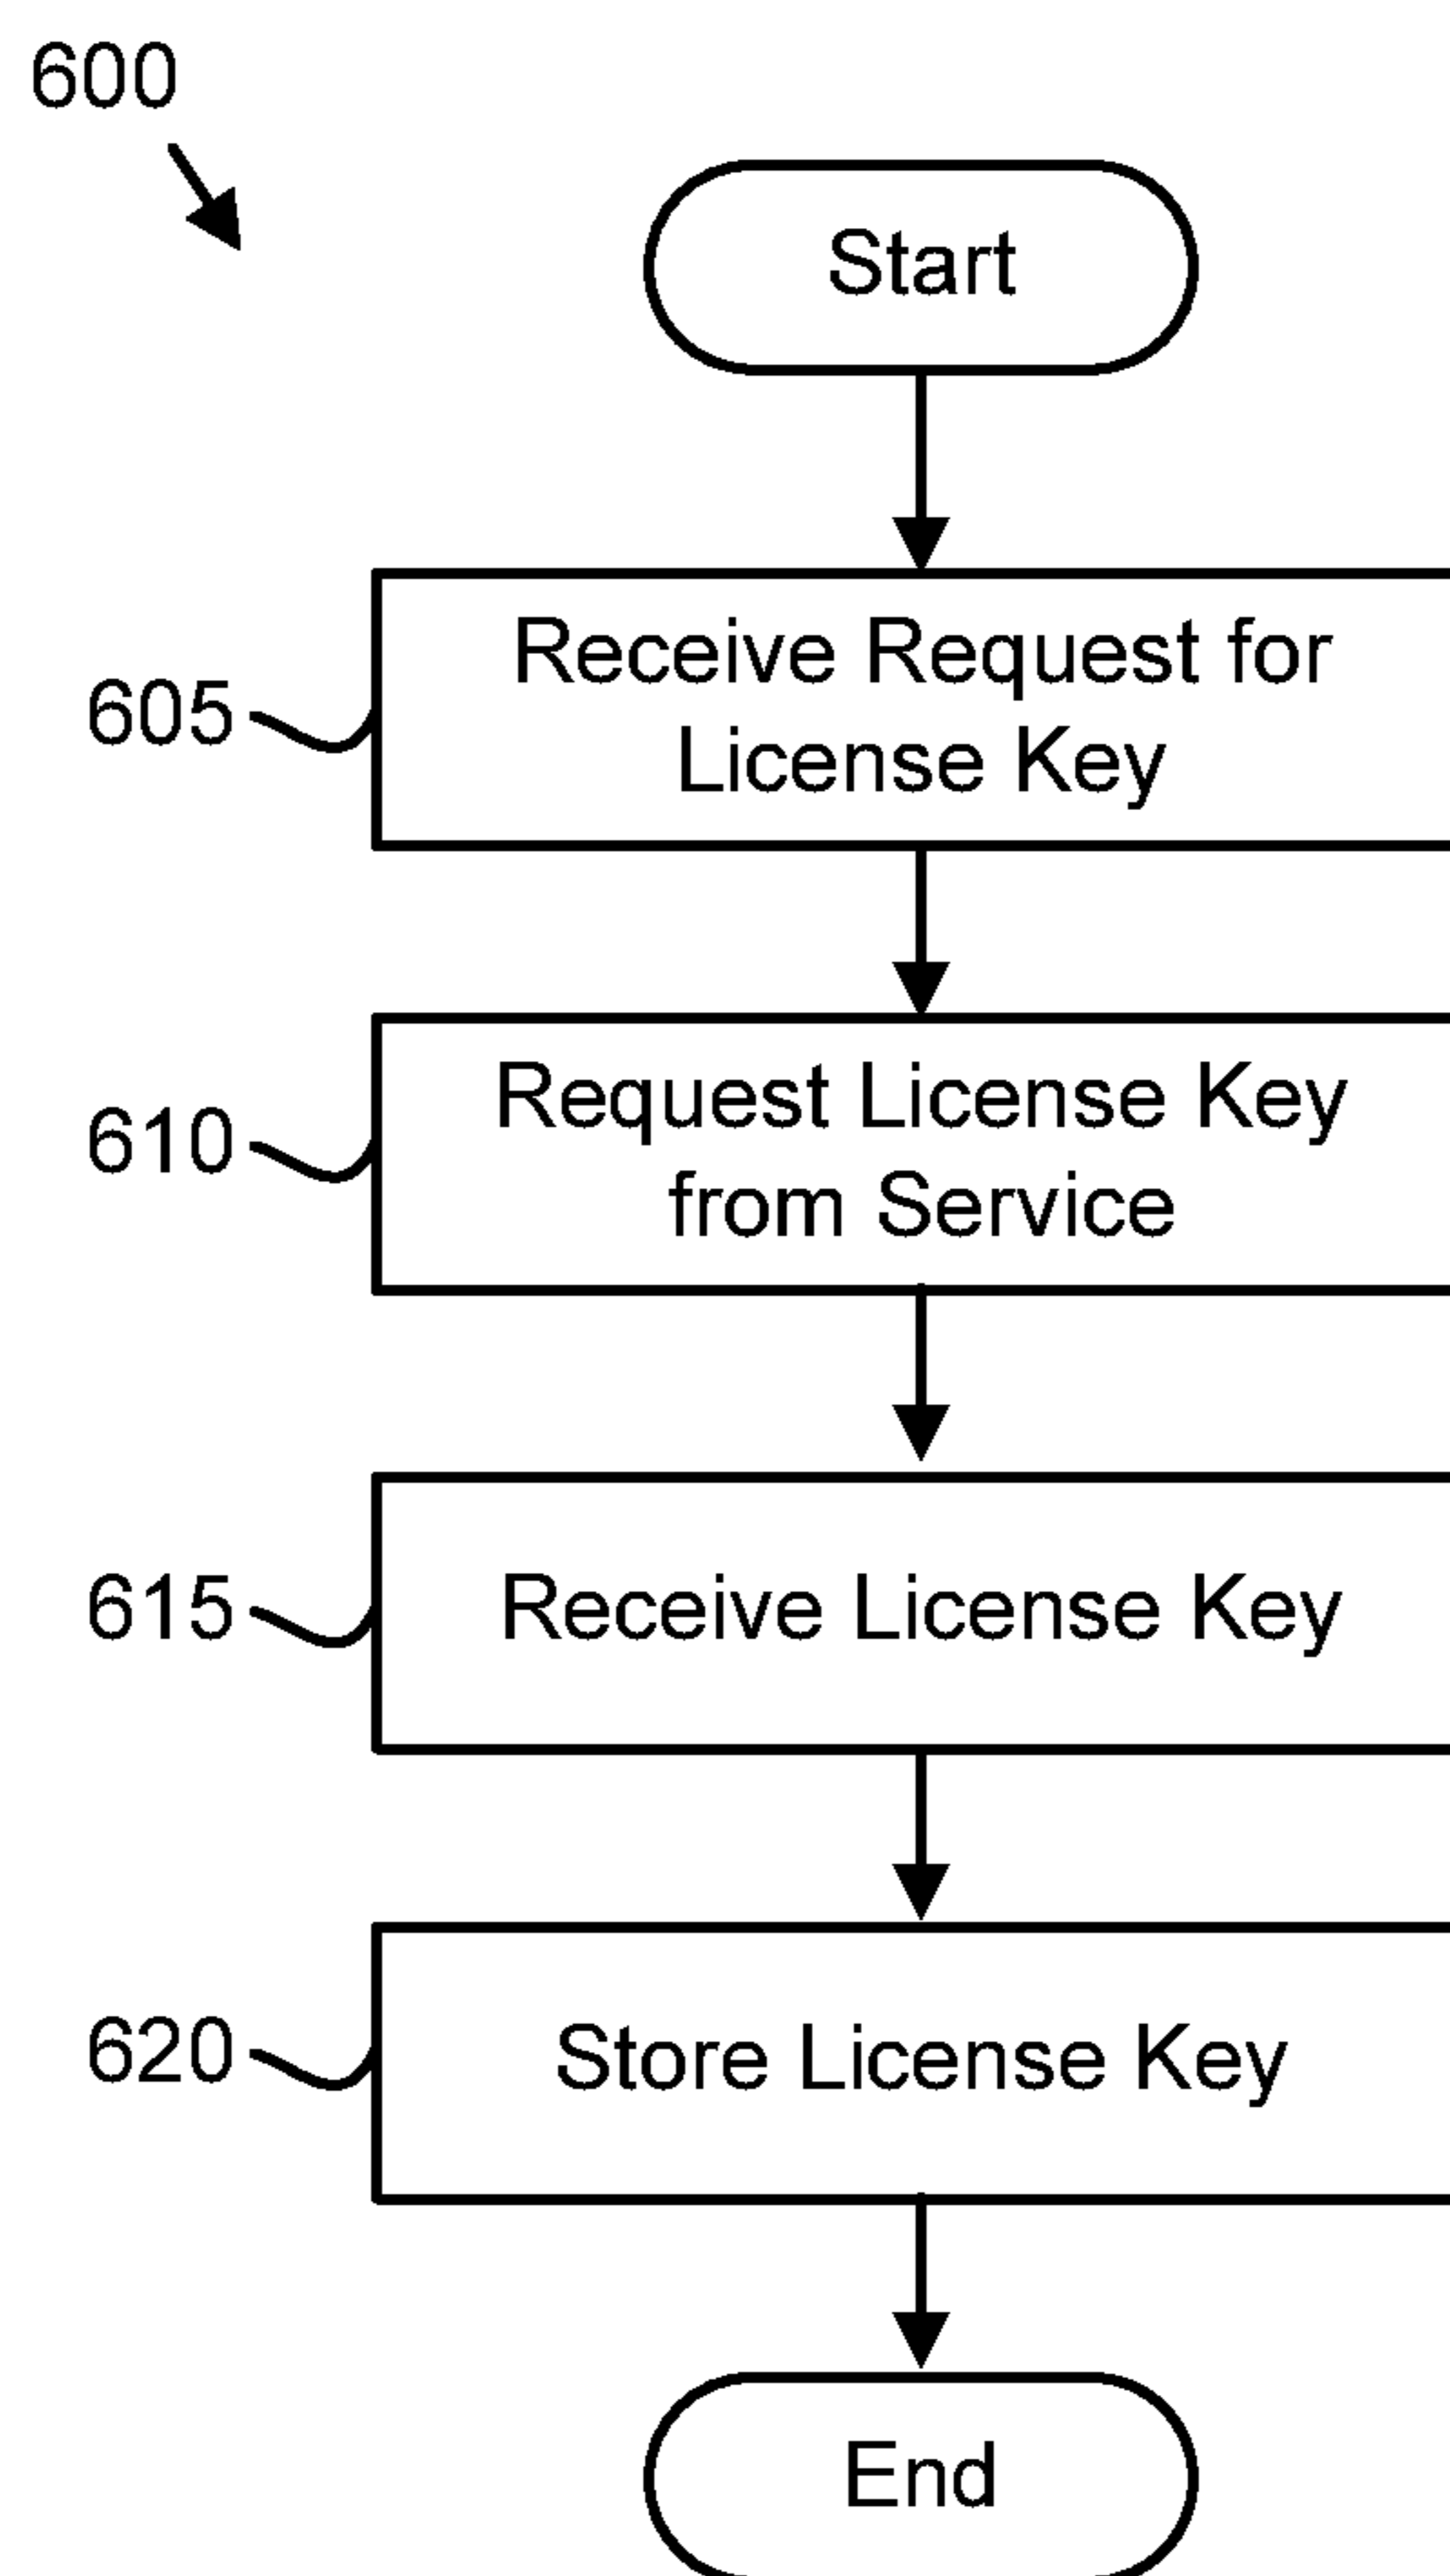 600
Start
605
Receive Request for
License Key
610
Request License Key
from Service
615
Receive License Key
620
Store License Key
End